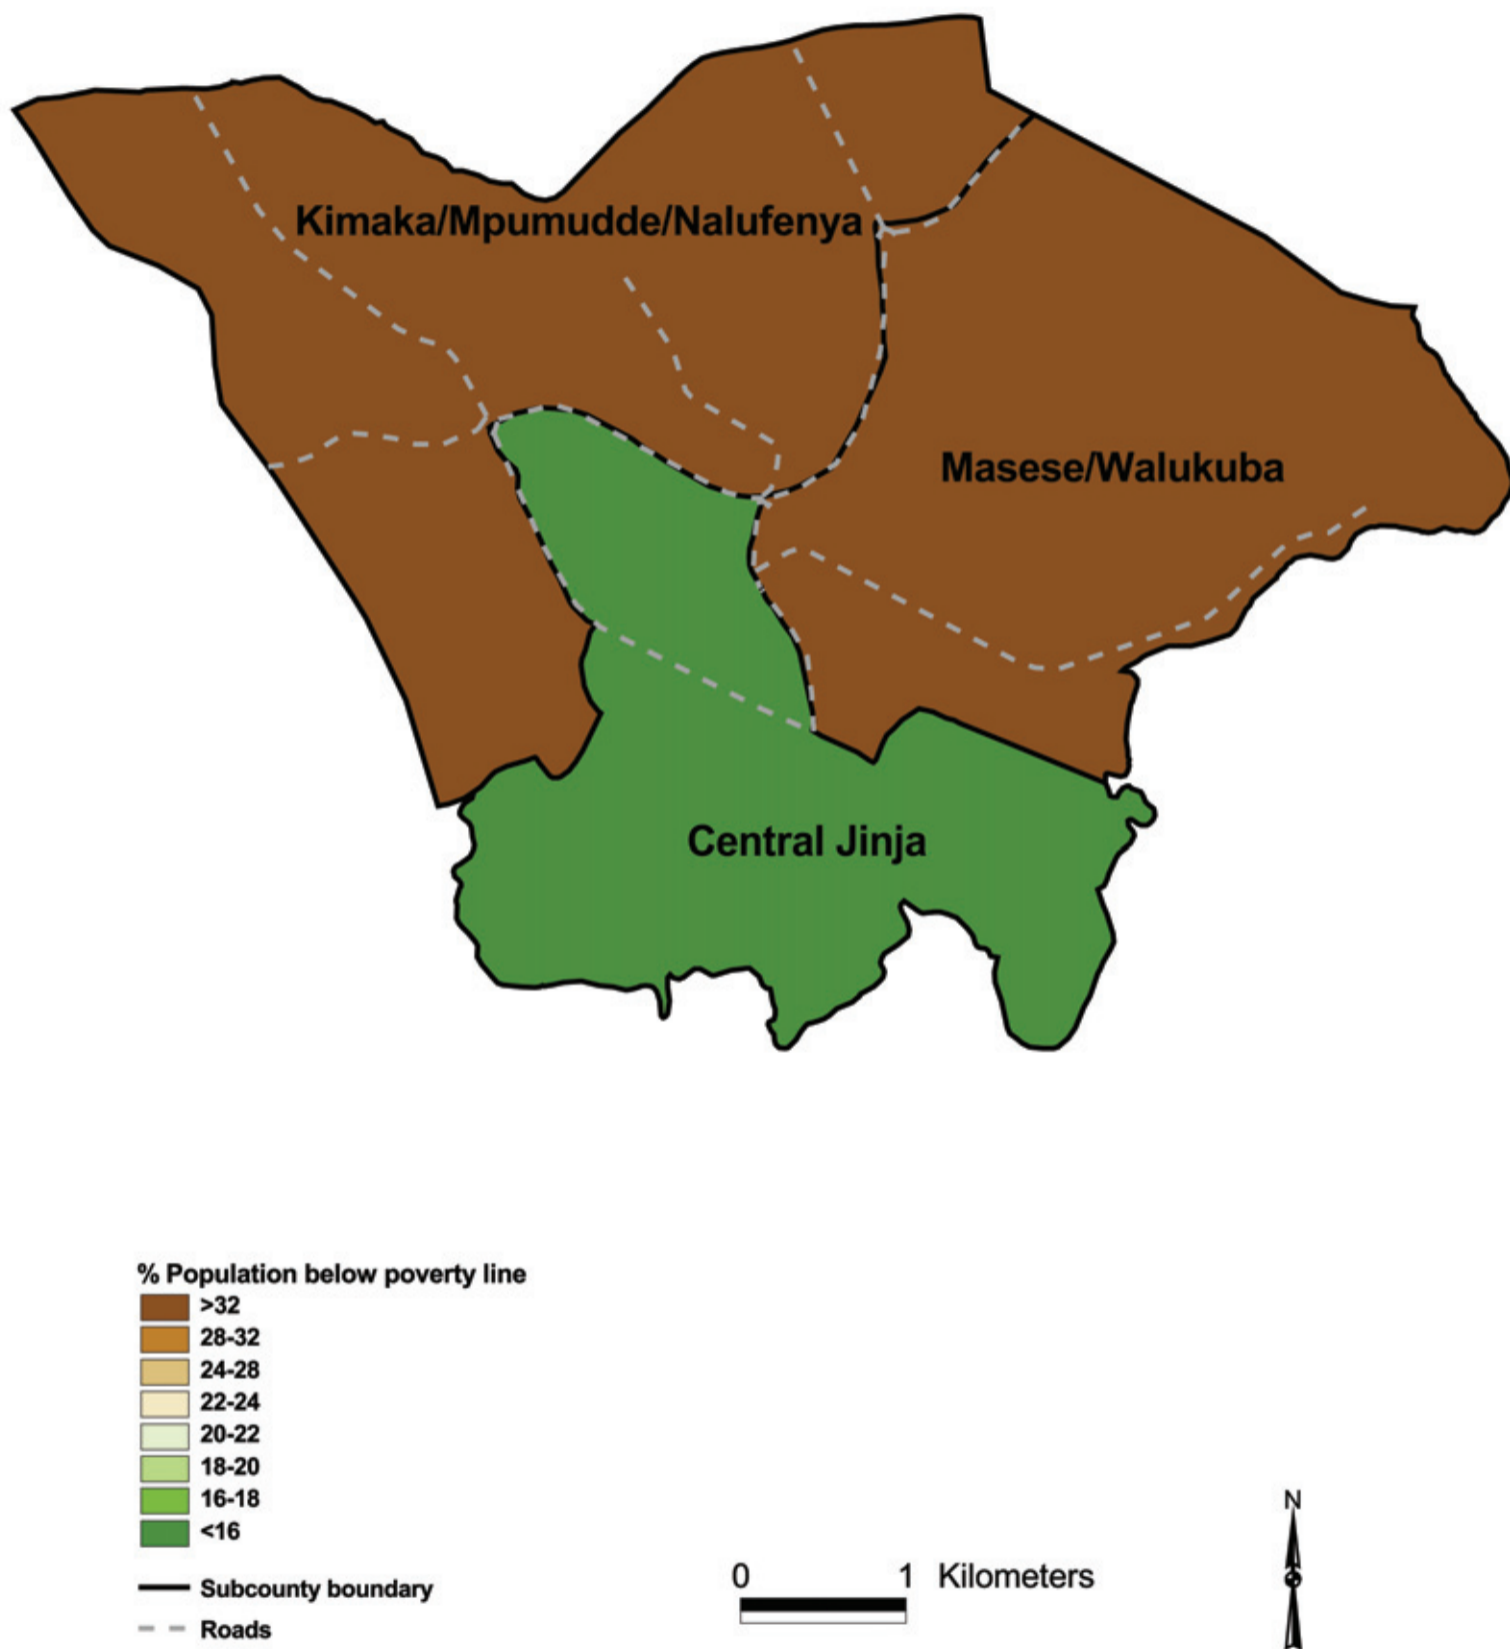 Kimaka/Mpumudde/Nalufenya
Masese/Walukuba
Central Jinja
% Population below poverty line
>32
28-32
24-28
22-24
20-22
18-20
16-18
<16
Subcounty boundary
Roads
0 1 Kilometers
N